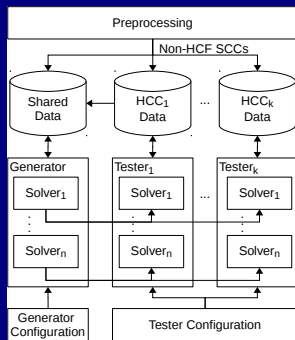 Preprocessing
Non-HCF SCCs
Shared
Data
HCC1
Data
...
HCCk
Data
Generator
Solver1
Solvern
Tester1
Solver1
Solvern
...
Testerk
Solver1
Solvern
Generator
Configuration
Tester Configuration